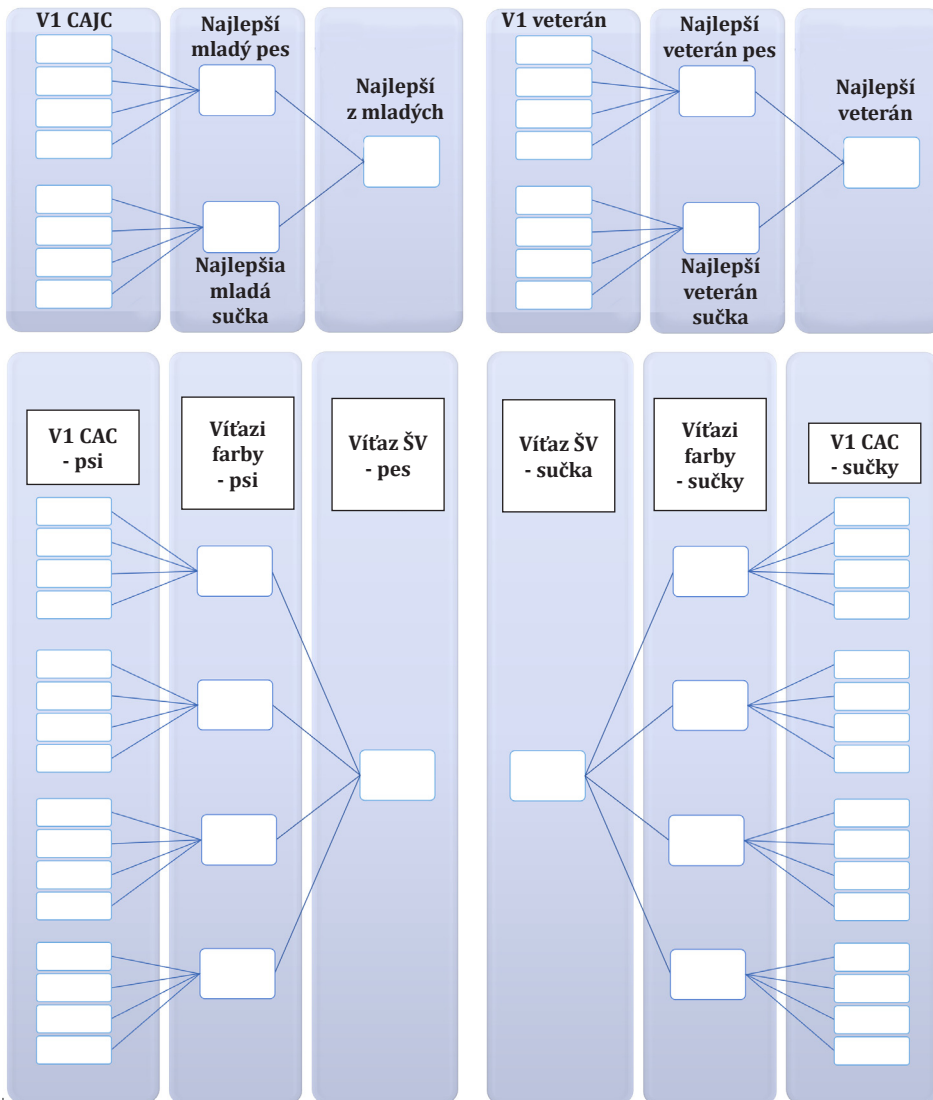 V1 CAJC
Najlepší
mladý pes
Najlepší
z mladých
Najlepšia
mladá
sučka
V1 veterán
Najlepší
veterán pes
Najlepší
veterán
Najlepší
veterán
sučka
V1 CAC
- psi
Víťazi
farby
- psi
Víťaz ŠV
- pes
Víťaz ŠV
- sučka
Víťazi
farby
- sučky
V1 CAC
- sučky